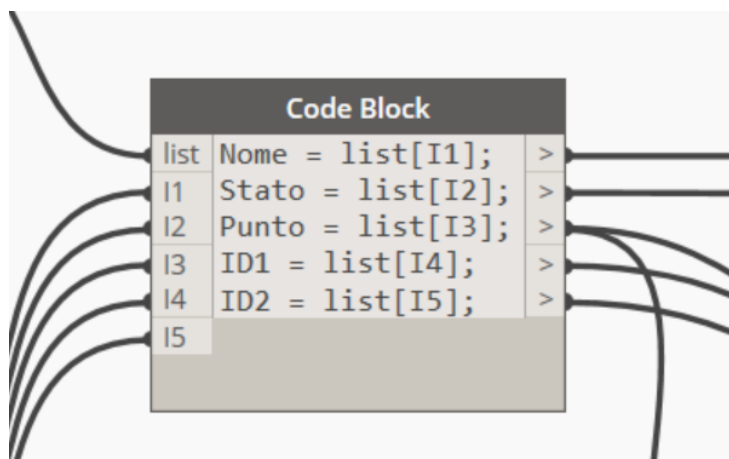 Code Block
list Nome = list[I1]; >
I1 Stato = list[I2]; >
I2 Punto = list[I3]; >
I3 ID1 = list[I4]; >
I4 ID2 = list[I5]; >
I5